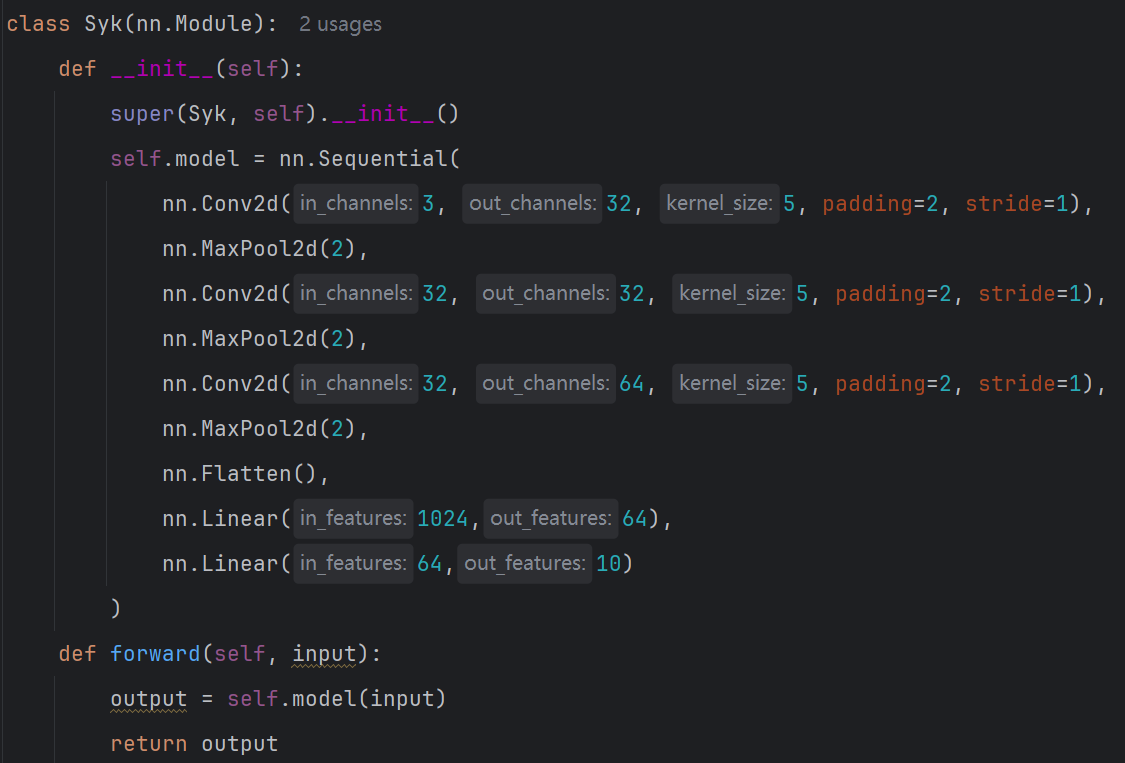 class Syk(nn.Module):  2 usages
    def __init__(self):
        super(Syk, self).__init__()
        self.model = nn.Sequential(
            nn.Conv2d(in_channels: 3, out_channels: 32, kernel_size: 5, padding=2, stride=1),
            nn.MaxPool2d(2),
            nn.Conv2d(in_channels: 32, out_channels: 32, kernel_size: 5, padding=2, stride=1),
            nn.MaxPool2d(2),
            nn.Conv2d(in_channels: 32, out_channels: 64, kernel_size: 5, padding=2, stride=1),
            nn.MaxPool2d(2),
            nn.Flatten(),
            nn.Linear(in_features: 1024,out_features: 64),
            nn.Linear(in_features: 64,out_features: 10)
        )
    def forward(self, input):
        output = self.model(input)
        return output